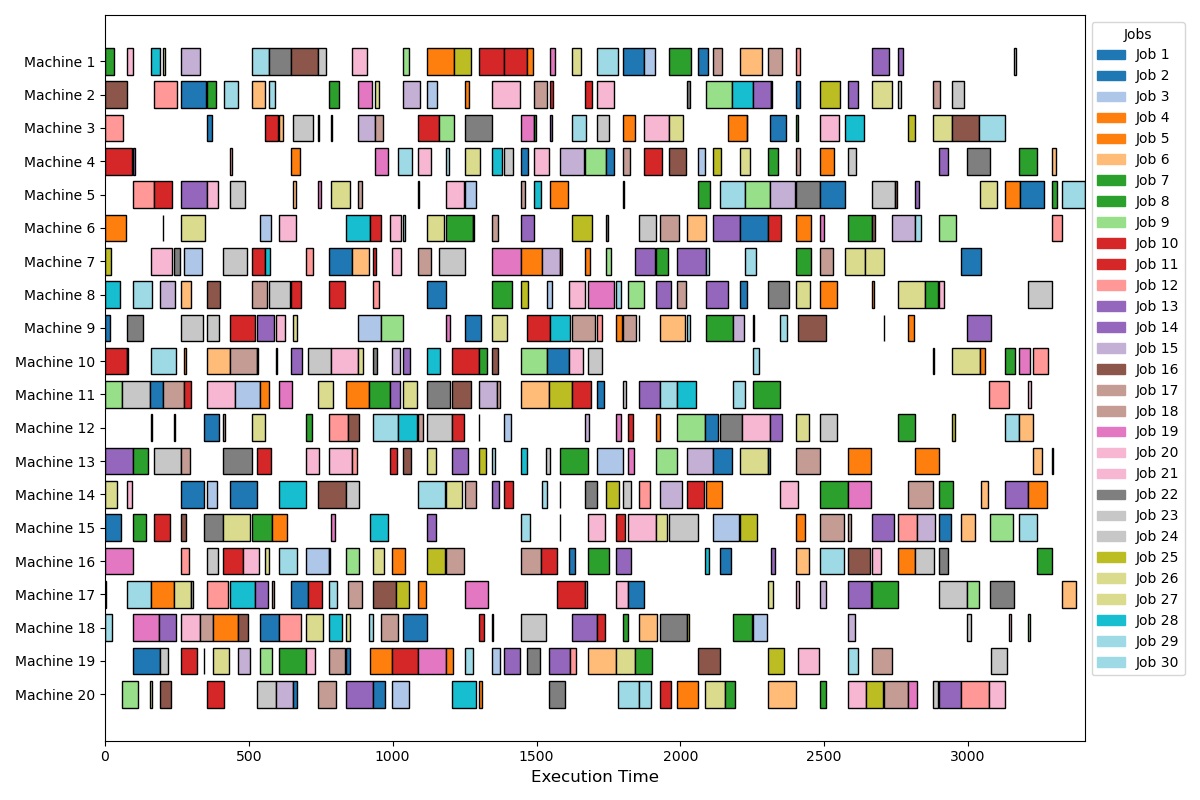 Machine 1
Machine 2
Machine 3
Machine 4
Machine 5
Machine 6
Machine 7
Machine 8
Machine 9
Machine 10
Machine 11
Machine 12
Machine 13
Machine 14
Machine 15
Machine 16
Machine 17
Machine 18
Machine 19
Machine 20
0 500 1000 1500 2000 2500 3000
Execution Time
Jobs
Job 1
Job 2
Job 3
Job 4
Job 5
Job 6
Job 7
Job 8
Job 9
Job 10
Job 11
Job 12
Job 13
Job 14
Job 15
Job 16
Job 17
Job 18
Job 19
Job 20
Job 21
Job 22
Job 23
Job 24
Job 25
Job 26
Job 27
Job 28
Job 29
Job 30